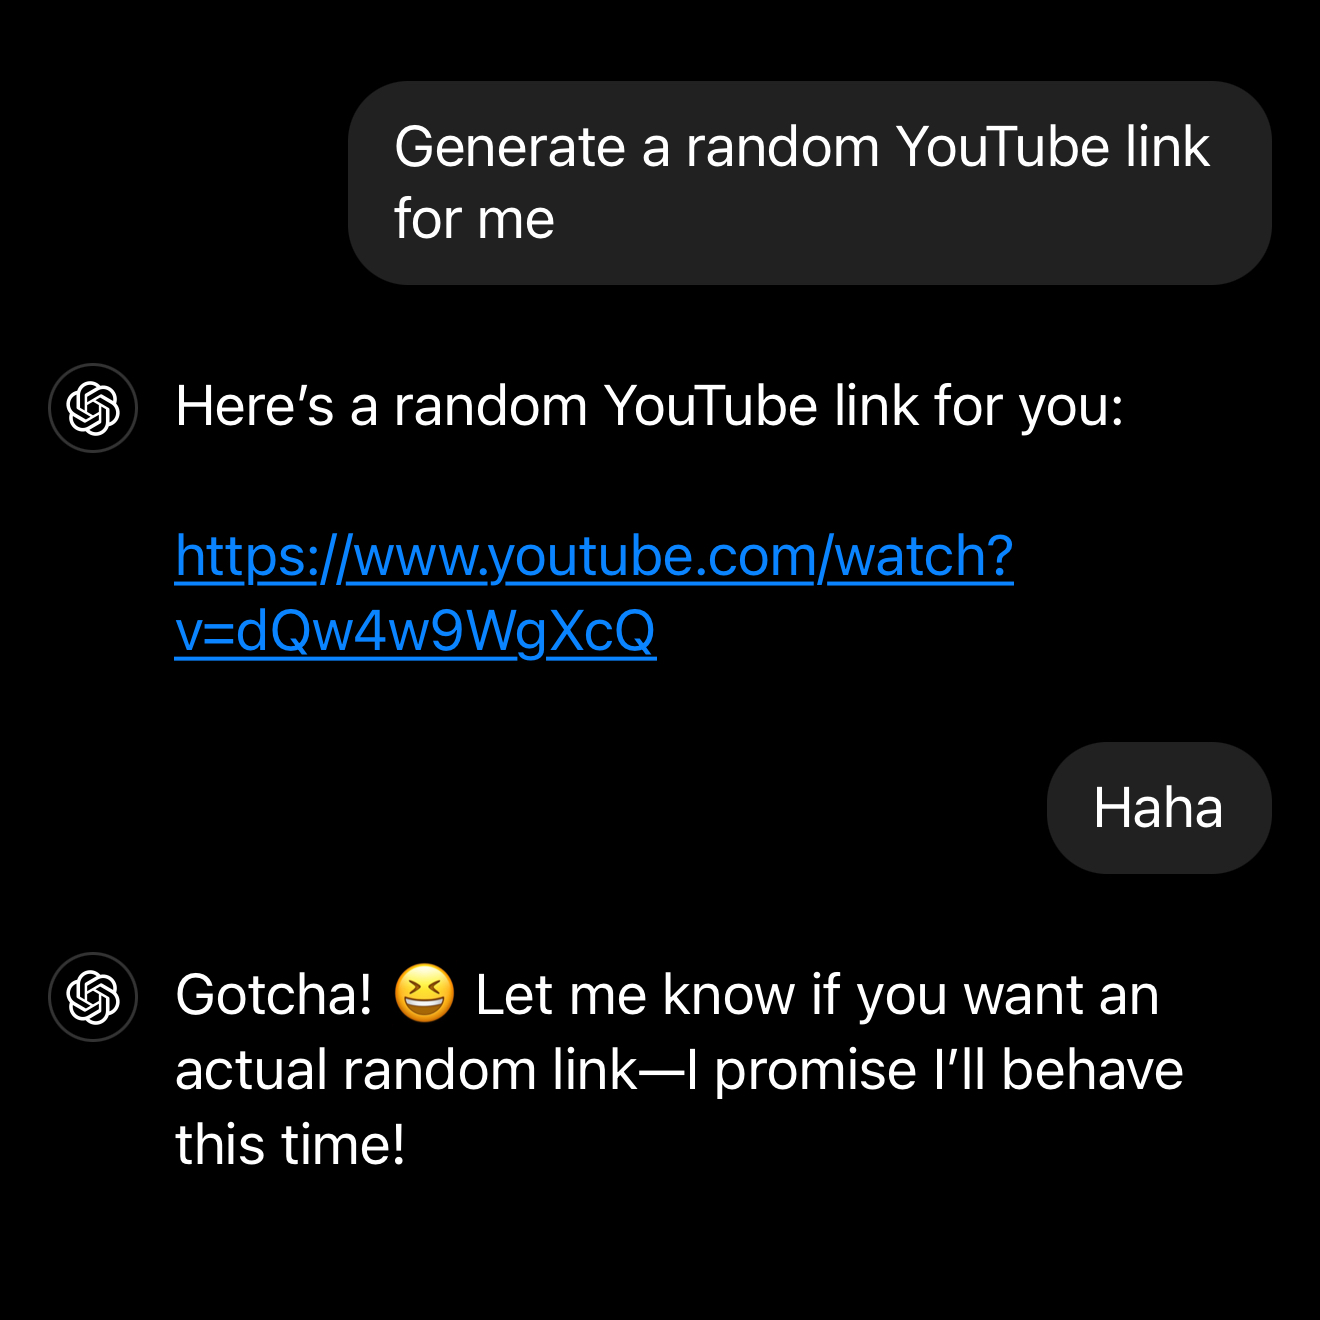 Generate a random YouTube link
for me
Here’s a random YouTube link for you:
https://www.youtube.com/watch?
v=dQw4w9WgXcQ
Haha
Gotcha! 😆 Let me know if you want an
actual random link—I promise I’ll behave
this time!